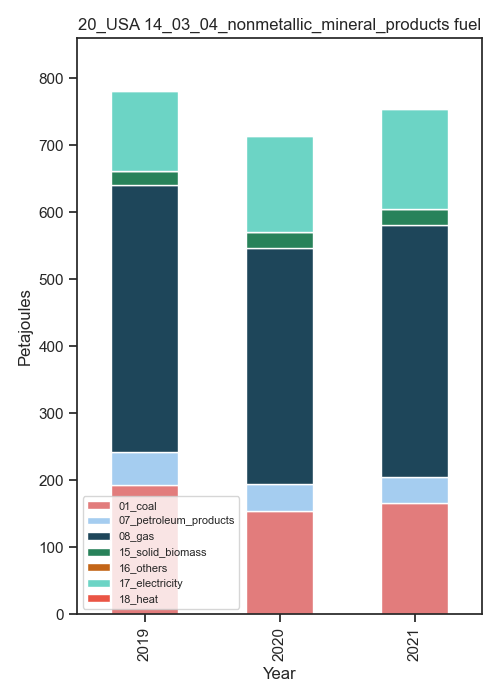 20_USA 14_03_04_nonmetallic_mineral_products fuel
800
700
600
500
400
300
200
100
0
Petajoules
01_coal
07_petroleum_products
08_gas
15_solid_biomass
16_others
17_electricity
18_heat
2019
2020
2021
Year